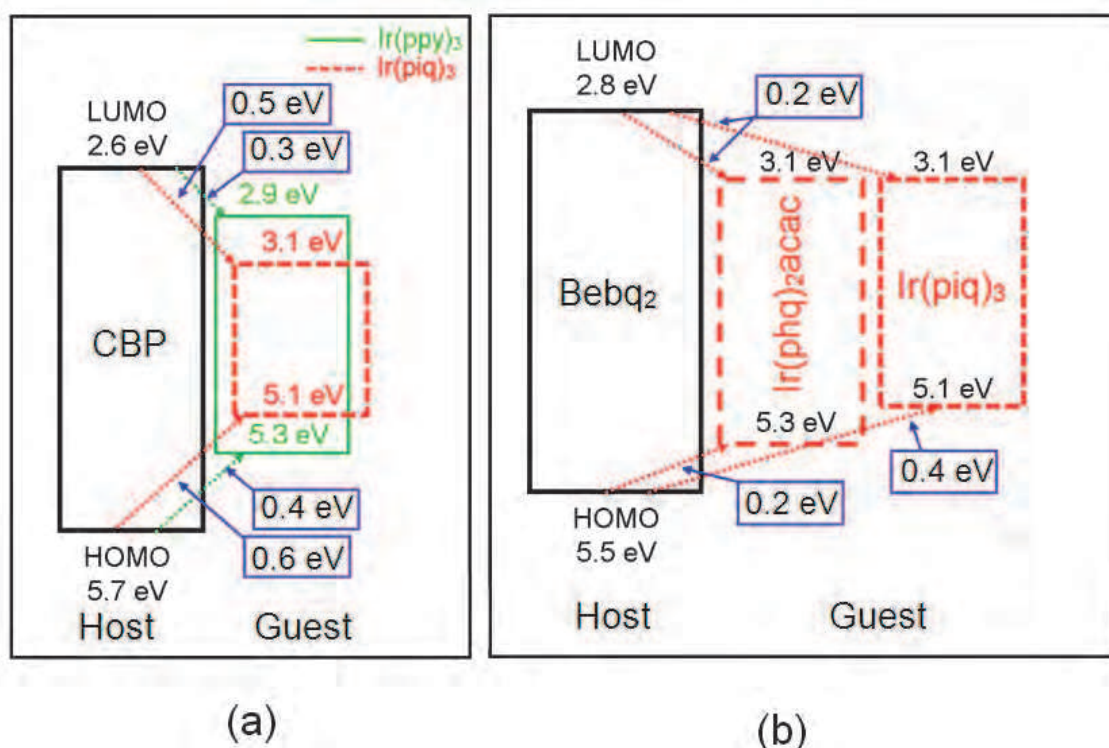 Ir(ppy)₃
Ir(piq)₃
LUMO
2.6 eV
0.5 eV
0.3 eV
2.9 eV
3.1 eV
CBP
5.1 eV
5.3 eV
0.4 eV
0.6 eV
HOMO
5.7 eV
Host
Guest
(a)
LUMO
2.8 eV
0.2 eV
3.1 eV
3.1 eV
Bebq₂
Ir(phq)₂acac
Ir(piq)₃
5.1 eV
5.3 eV
0.4 eV
0.2 eV
HOMO
5.5 eV
Host
Guest
(b)